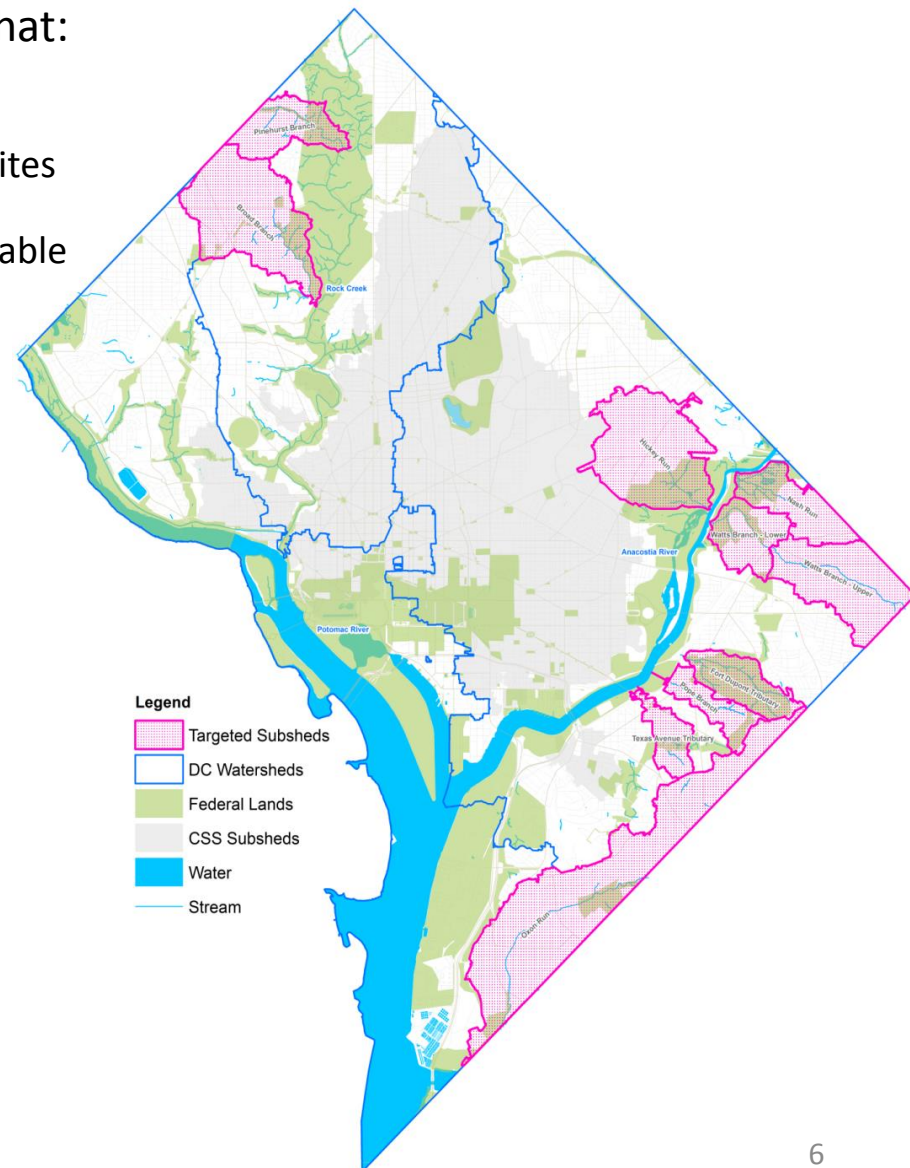 hat:
ites
able
Pinehurst Branch
Broad Branch
Rock Creek
Hickey Run
Nash Run
Watts Branch - Lower
Watts Branch - Upper
Anacostia River
Potomac River
Fort Dupont Tributary
Pope Branch
Texas Avenue Tributary
Oxon Run
Legend
Targeted Subsheds
DC Watersheds
Federal Lands
CSS Subsheds
Water
Stream
6